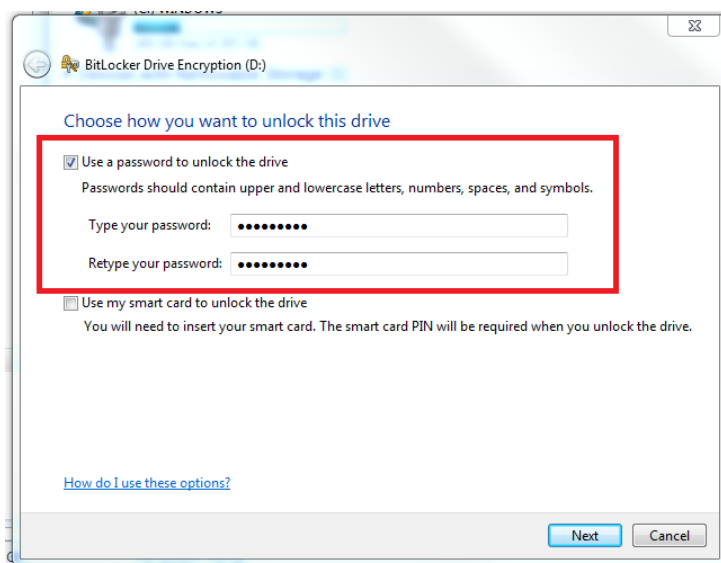 (C:) WINDOWS
BitLocker Drive Encryption (D:)
Choose how you want to unlock this drive
Use a password to unlock the drive
Passwords should contain upper and lowercase letters, numbers, spaces, and symbols.
Type your password: ●●●●●●●●●
Retype your password: ●●●●●●●●●
Use my smart card to unlock the drive
You will need to insert your smart card. The smart card PIN will be required when you unlock the drive.
How do I use these options?
Next Cancel